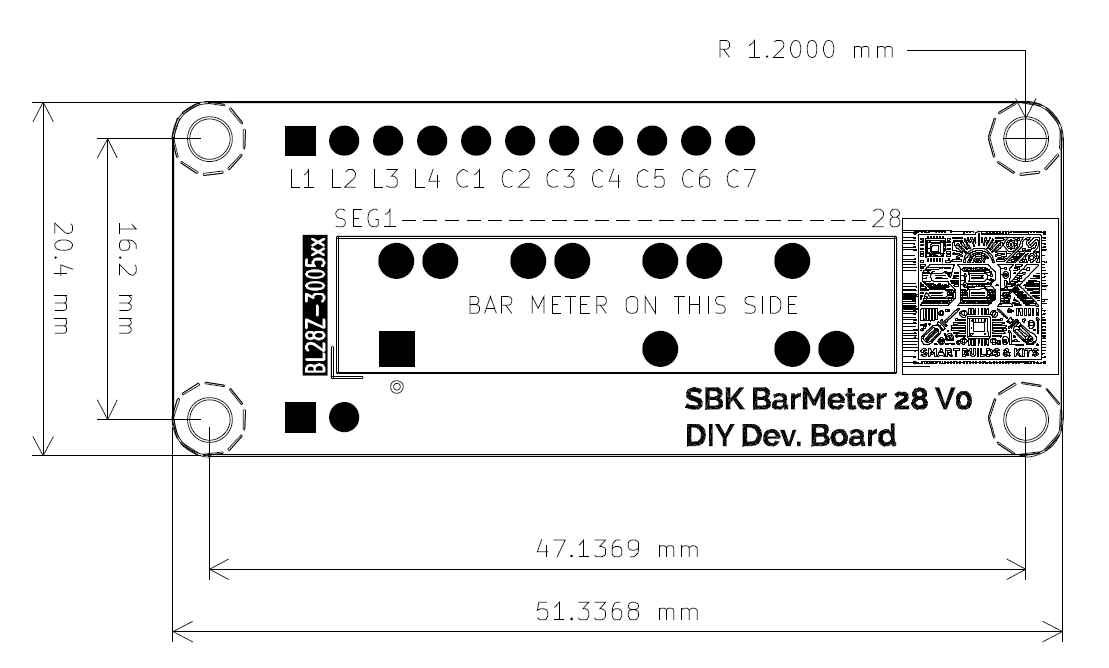 R 1.2000 mm
L1 L2 L3 L4 C1 C2 C3 C4 C5 C6 C7
SEG1 28
20.4 mm
16.2 mm
BL28Z-3005xx
BAR METER ON THIS SIDE
SBK
SMART BUILDS & KITS
SBK BarMeter 28 V0
DIY Dev. Board
47.1369 mm
51.3368 mm